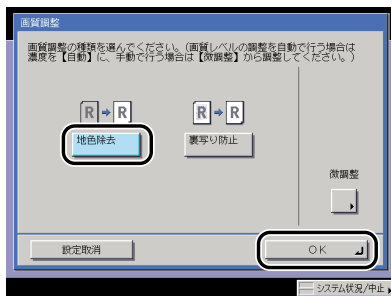 画質調整
画質調整の種類を選んでください。(画質レベルの調整を自動で行う場合は
濃度を【自動】に、手動で行う場合は【微調整】から調整してください。)
R R R R
地色除去 裏写り防止
微調整
設定取消 OK
システム状況/中止